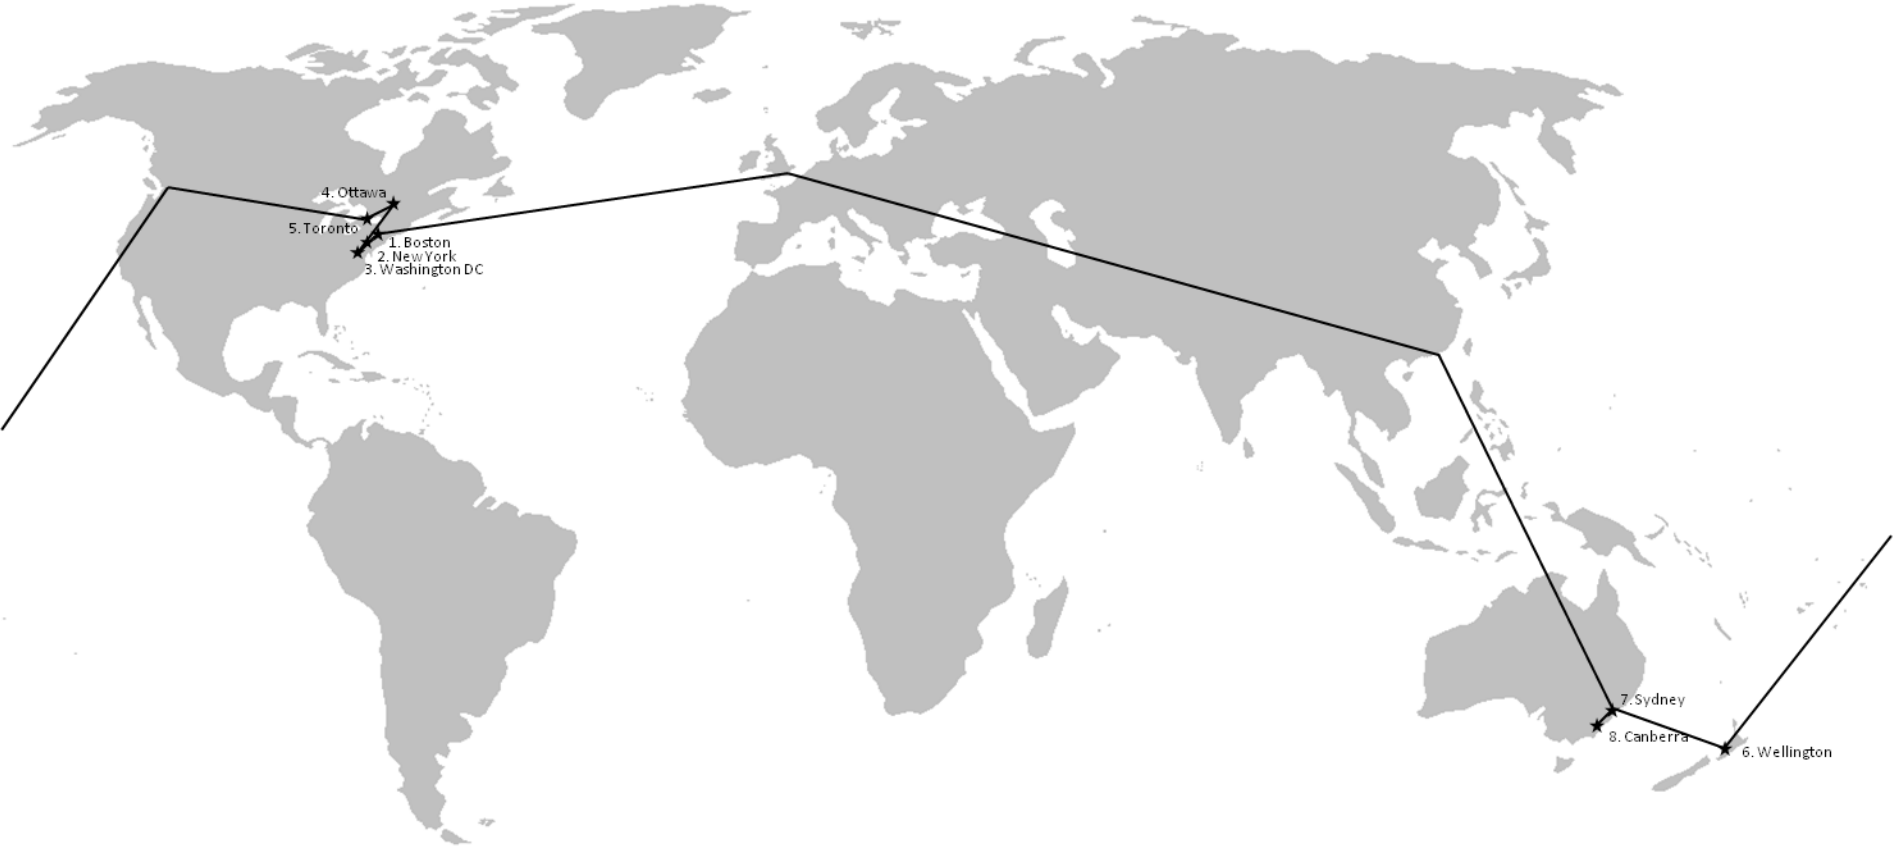 4. Ottawa
5. Toronto
1. Boston
2. New York
3. Washington DC
7. Sydney
8. Canberra
6. Wellington